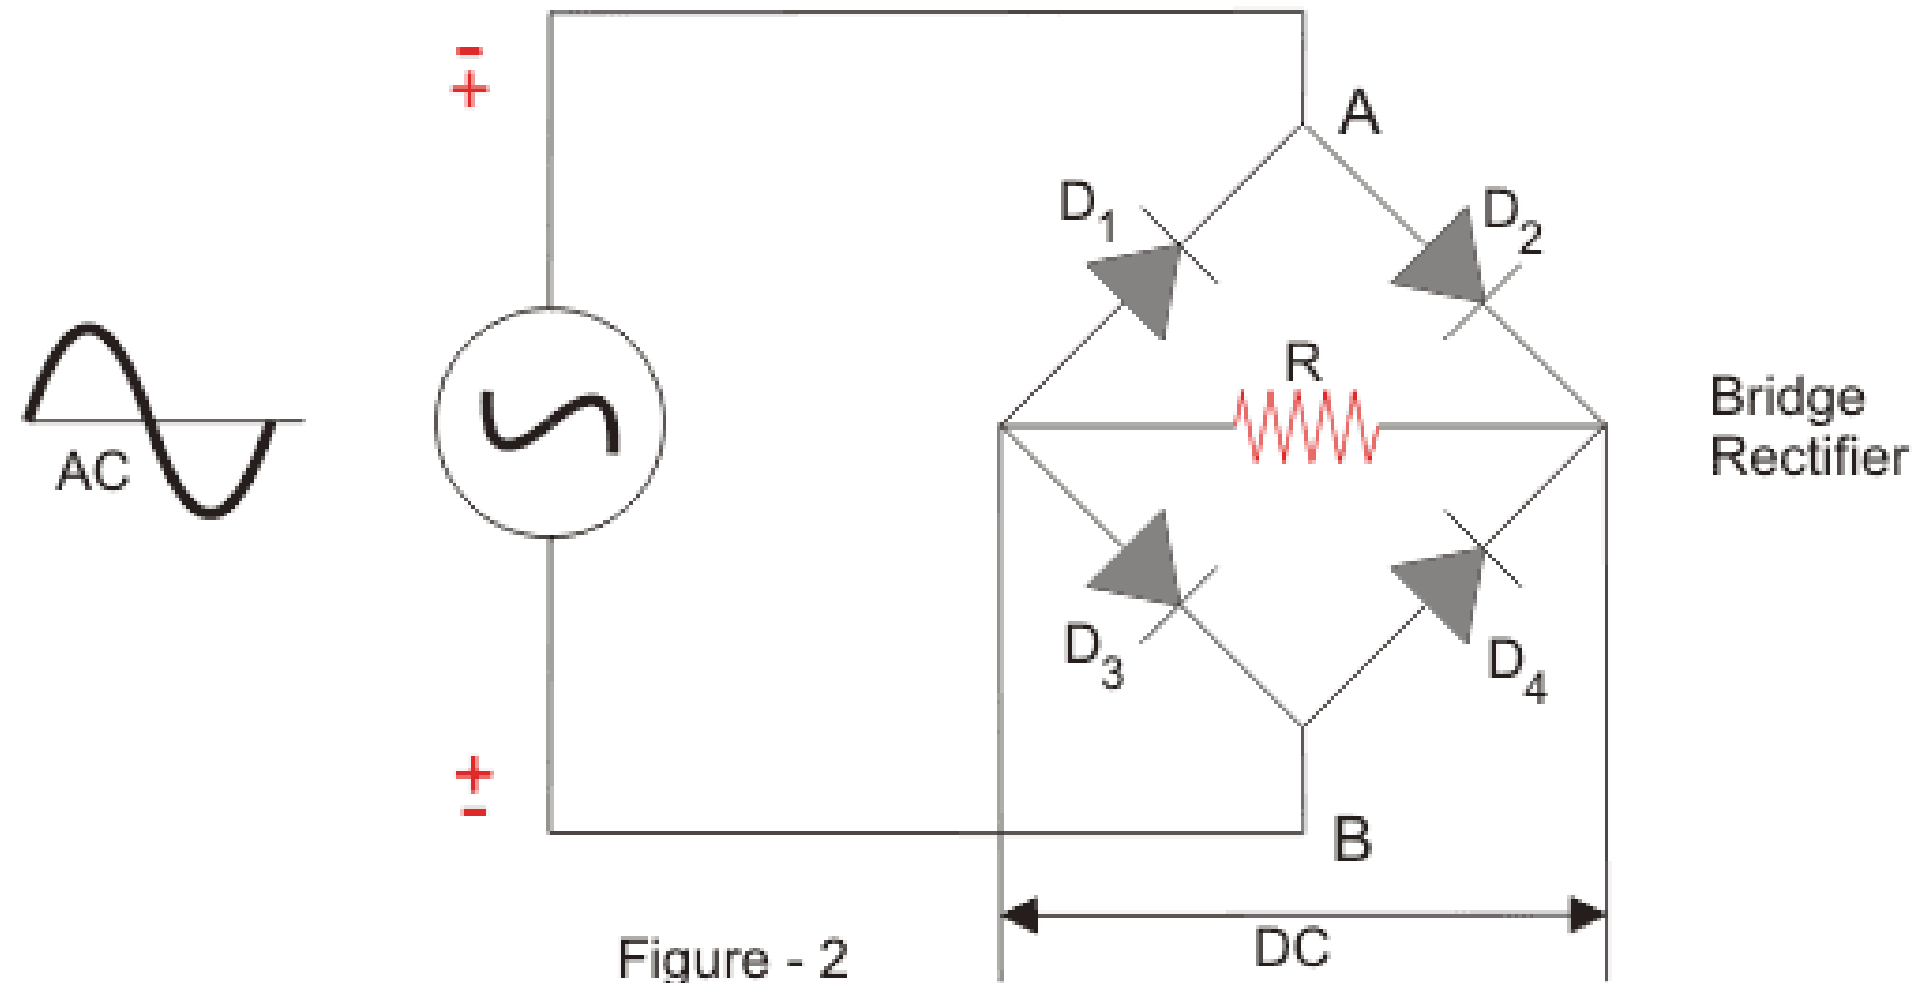 -
+
A
D1
D2
R
Bridge
Rectifier
AC
D3
D4
+
-
B
DC
Figure - 2